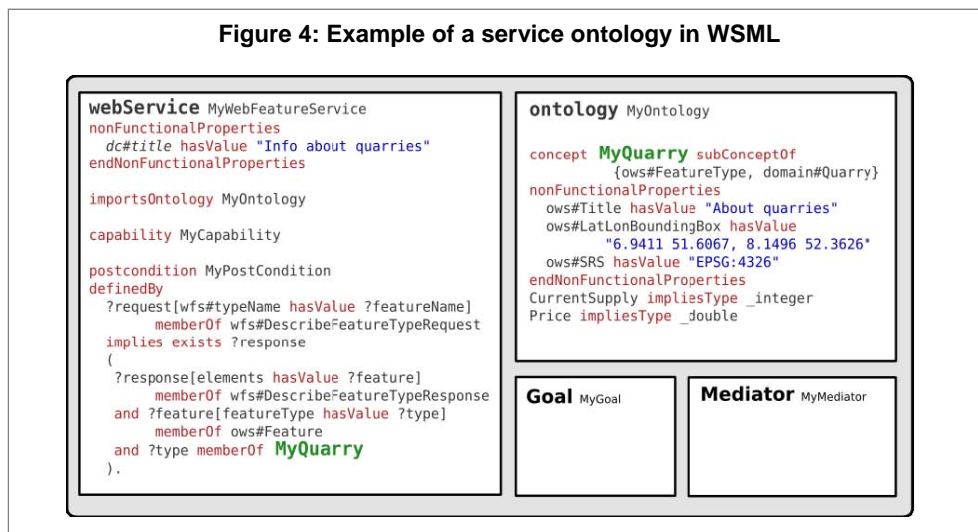 Figure 4: Example of a service ontology in WSML
webService MyWebFeatureService
nonFunctionalProperties
dc#title hasValue "Info about quarries"
endNonFunctionalProperties
importsOntology MyOntology
capability MyCapability
postcondition MyPostCondition
definedBy
?request[wfs#typeName hasValue ?featureName]
memberOf wfs#DescribeFeatureTypeRequest
implies exists ?response
(
?response[elements hasValue ?feature]
memberOf wfs#DescribeFeatureTypeResponse
and ?feature[featureType hasValue ?type]
memberOf ows#Feature
and ?type memberOf MyQuarry
).
ontology MyOntology
concept MyQuarry subConceptOf
{ows#FeatureType, domain#Quarry}
nonFunctionalProperties
ows#Title hasValue "About quarries"
ows#LatLonBoundingBox hasValue
"6.9411 51.6067, 8.1496 52.3626"
ows#SRS hasValue "EPSG:4326"
endNonFunctionalProperties
CurrentSupply impliesType _integer
Price impliesType _double
Goal MyGoal
Mediator MyMediator